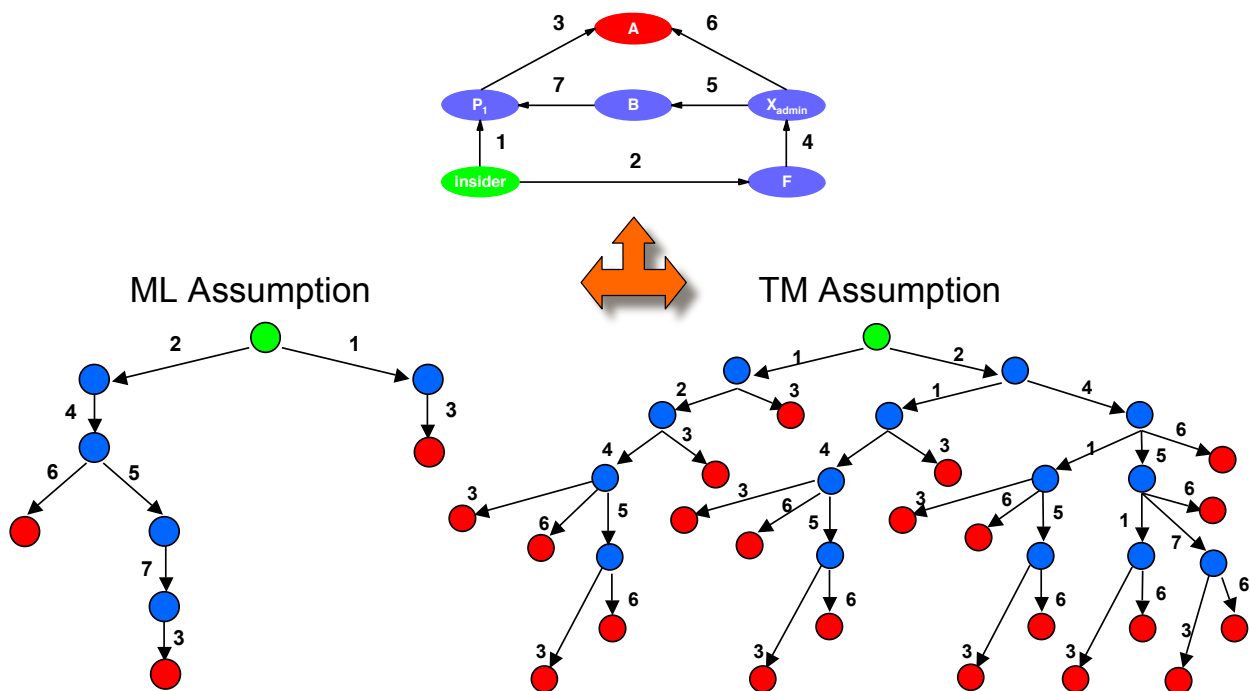 3 A 6
P1 7 B 5 Xadmin
1 4
2
insider F
ML Assumption TM Assumption
2 1 1 2
2 3 1 4
4 3
3 6
6 5 4 3 4 3 1 5
3 6 5 3 6 5 3 6 5 6
7 1 7
6 6 6 6 6
3 3 3 3 3 3